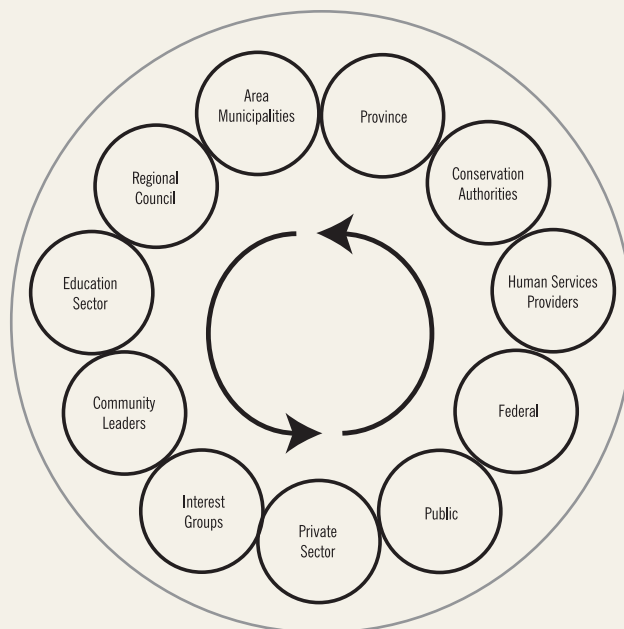 Area
Municipalities
Province
Conservation
Authorities
Human Services
Providers
Federal
Public
Private
Sector
Interest
Groups
Community
Leaders
Education
Sector
Regional
Council